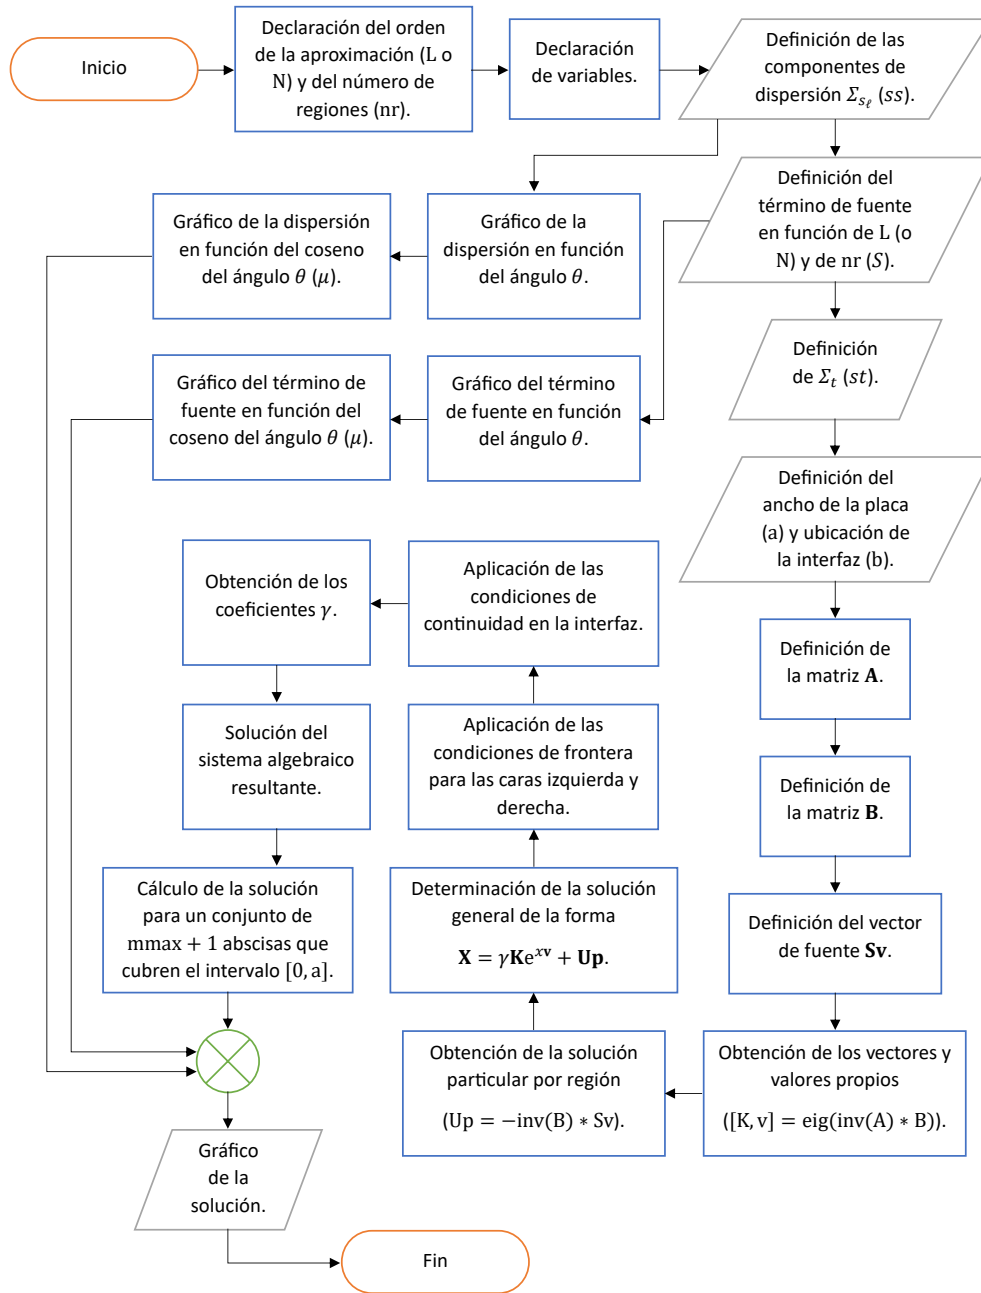 Inicio
Declaración del orden
de la aproximación (L o
N) y del número de
regiones (nr).
Declaración
de variables.
Definición de las
componentes de
dispersión Σ_{s_ℓ} (ss).
Definición del
término de fuente
en función de L (o
N) y de nr (S).
Gráfico de la
dispersión en función
del ángulo θ.
Gráfico de la dispersión
en función del coseno
del ángulo θ (μ).
Definición
de Σ_t (st).
Gráfico del término
de fuente en función
del ángulo θ.
Gráfico del término de
fuente en función del
coseno del ángulo θ (μ).
Definición del
ancho de la placa
(a) y ubicación de
la interfaz (b).
Definición de
la matriz A.
Definición de
la matriz B.
Definición del vector
de fuente Sv.
Obtención de los vectores y
valores propios
([K, v] = eig(inv(A) * B)).
Obtención de la solución
particular por región
(Up = −inv(B) * Sv).
Determinación de la solución
general de la forma
X = γKe^{xv} + Up.
Aplicación de las
condiciones de frontera
para las caras izquierda y
derecha.
Aplicación de las
condiciones de
continuidad en la interfaz.
Obtención de los
coeficientes γ.
Solución del
sistema algebraico
resultante.
Cálculo de la solución
para un conjunto de
mmax + 1 abscisas que
cubren el intervalo [0, a].
Gráfico
de la
solución.
Fin